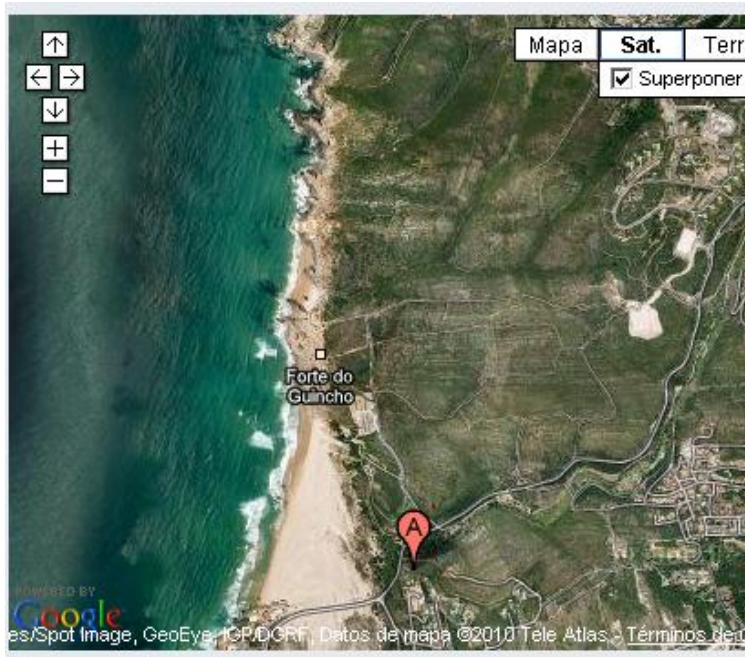 Mapa Sat. Terr
Superponer
Forte do
Guincho
A
POWERED BY
Google
es/Spot Image, GeoEye, IGP/DGRF, Datos de mapa ©2010 Tele Atlas - Términos de